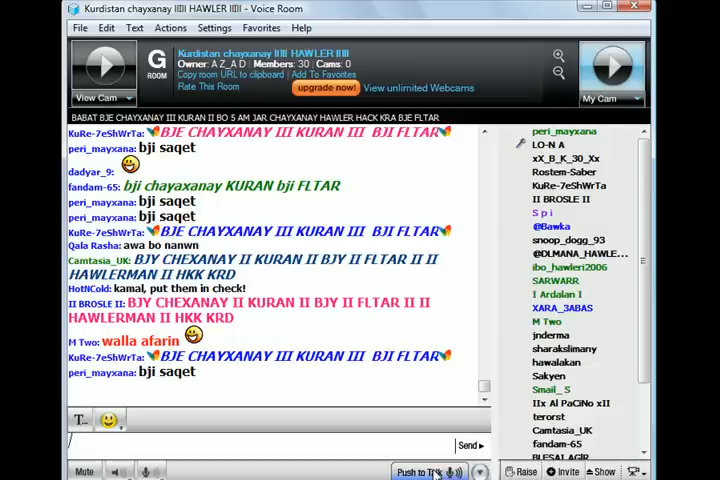 Kurdistan chayxanay I||||| HAWLER I||||| - Voice Room
File Edit Text Actions Settings Favorites Help
G
ROOM
Kurdistan chayxanay I||||| HAWLER I|||||
Owner: A Z_A D | Members: 30 | Cams: 0
Copy room URL to clipboard | Add To Favorites
Rate This Room
upgrade now!
View unlimited Webcams
View Cam
My Cam
BABAT BJE CHAYXANAY III KURAN II BO 5 AM JAR CHAYXANAY HAWLER HACK KRA BJE FLTAR
KuRe-7eShWrTa: BJE CHAYXANAY III KURAN III BJI FLTAR
peri_mayxana: bji saqet
dadyar_9:
fandam-65: bji chayaxanay KURAN bji FLTAR
peri_mayxana: bji saqet
peri_mayxana: bji saqet
KuRe-7eShWrTa: BJE CHAYXANAY III KURAN III BJI FLTAR
Qala Rasha: awa bo nanwn
Camtasia_UK: BJY CHAYXANAY II KURAN II BJY II FLTAR II II
HAWLERMAN II HKK KRD
HotNCold: kamal, put them in check!
II BROSLE II: BJY CHEXANAY II KURAN II BJY II FLTAR II II
HAWLERMAN II HKK KRD
M Two: walla afarin
KuRe-7eShWrTa: BJE CHAYXANAY III KURAN III BJI FLTAR
peri_mayxana: bji saqet
peri_mayxana
LO-N A
xX_B_K_30_Xx
Rostem-Saber
KuRe-7eShWrTa
II BROSLE II
S p i
@Bawka
snoop_dogg_93
@DLMANA_HAWLE...
ibo_hawleri2006
SARWARR
I Ardalan I
XARA_3ABAS
M Two
jnderma
sharakslimany
hawalakan
Sakyen
Smail_ S
IIx Al PaCiNo xII
terorst
Camtasia_UK
fandam-65
BLESAI AGIR
T...
/
Send
Mute
Push to Talk
Raise
Invite
Show